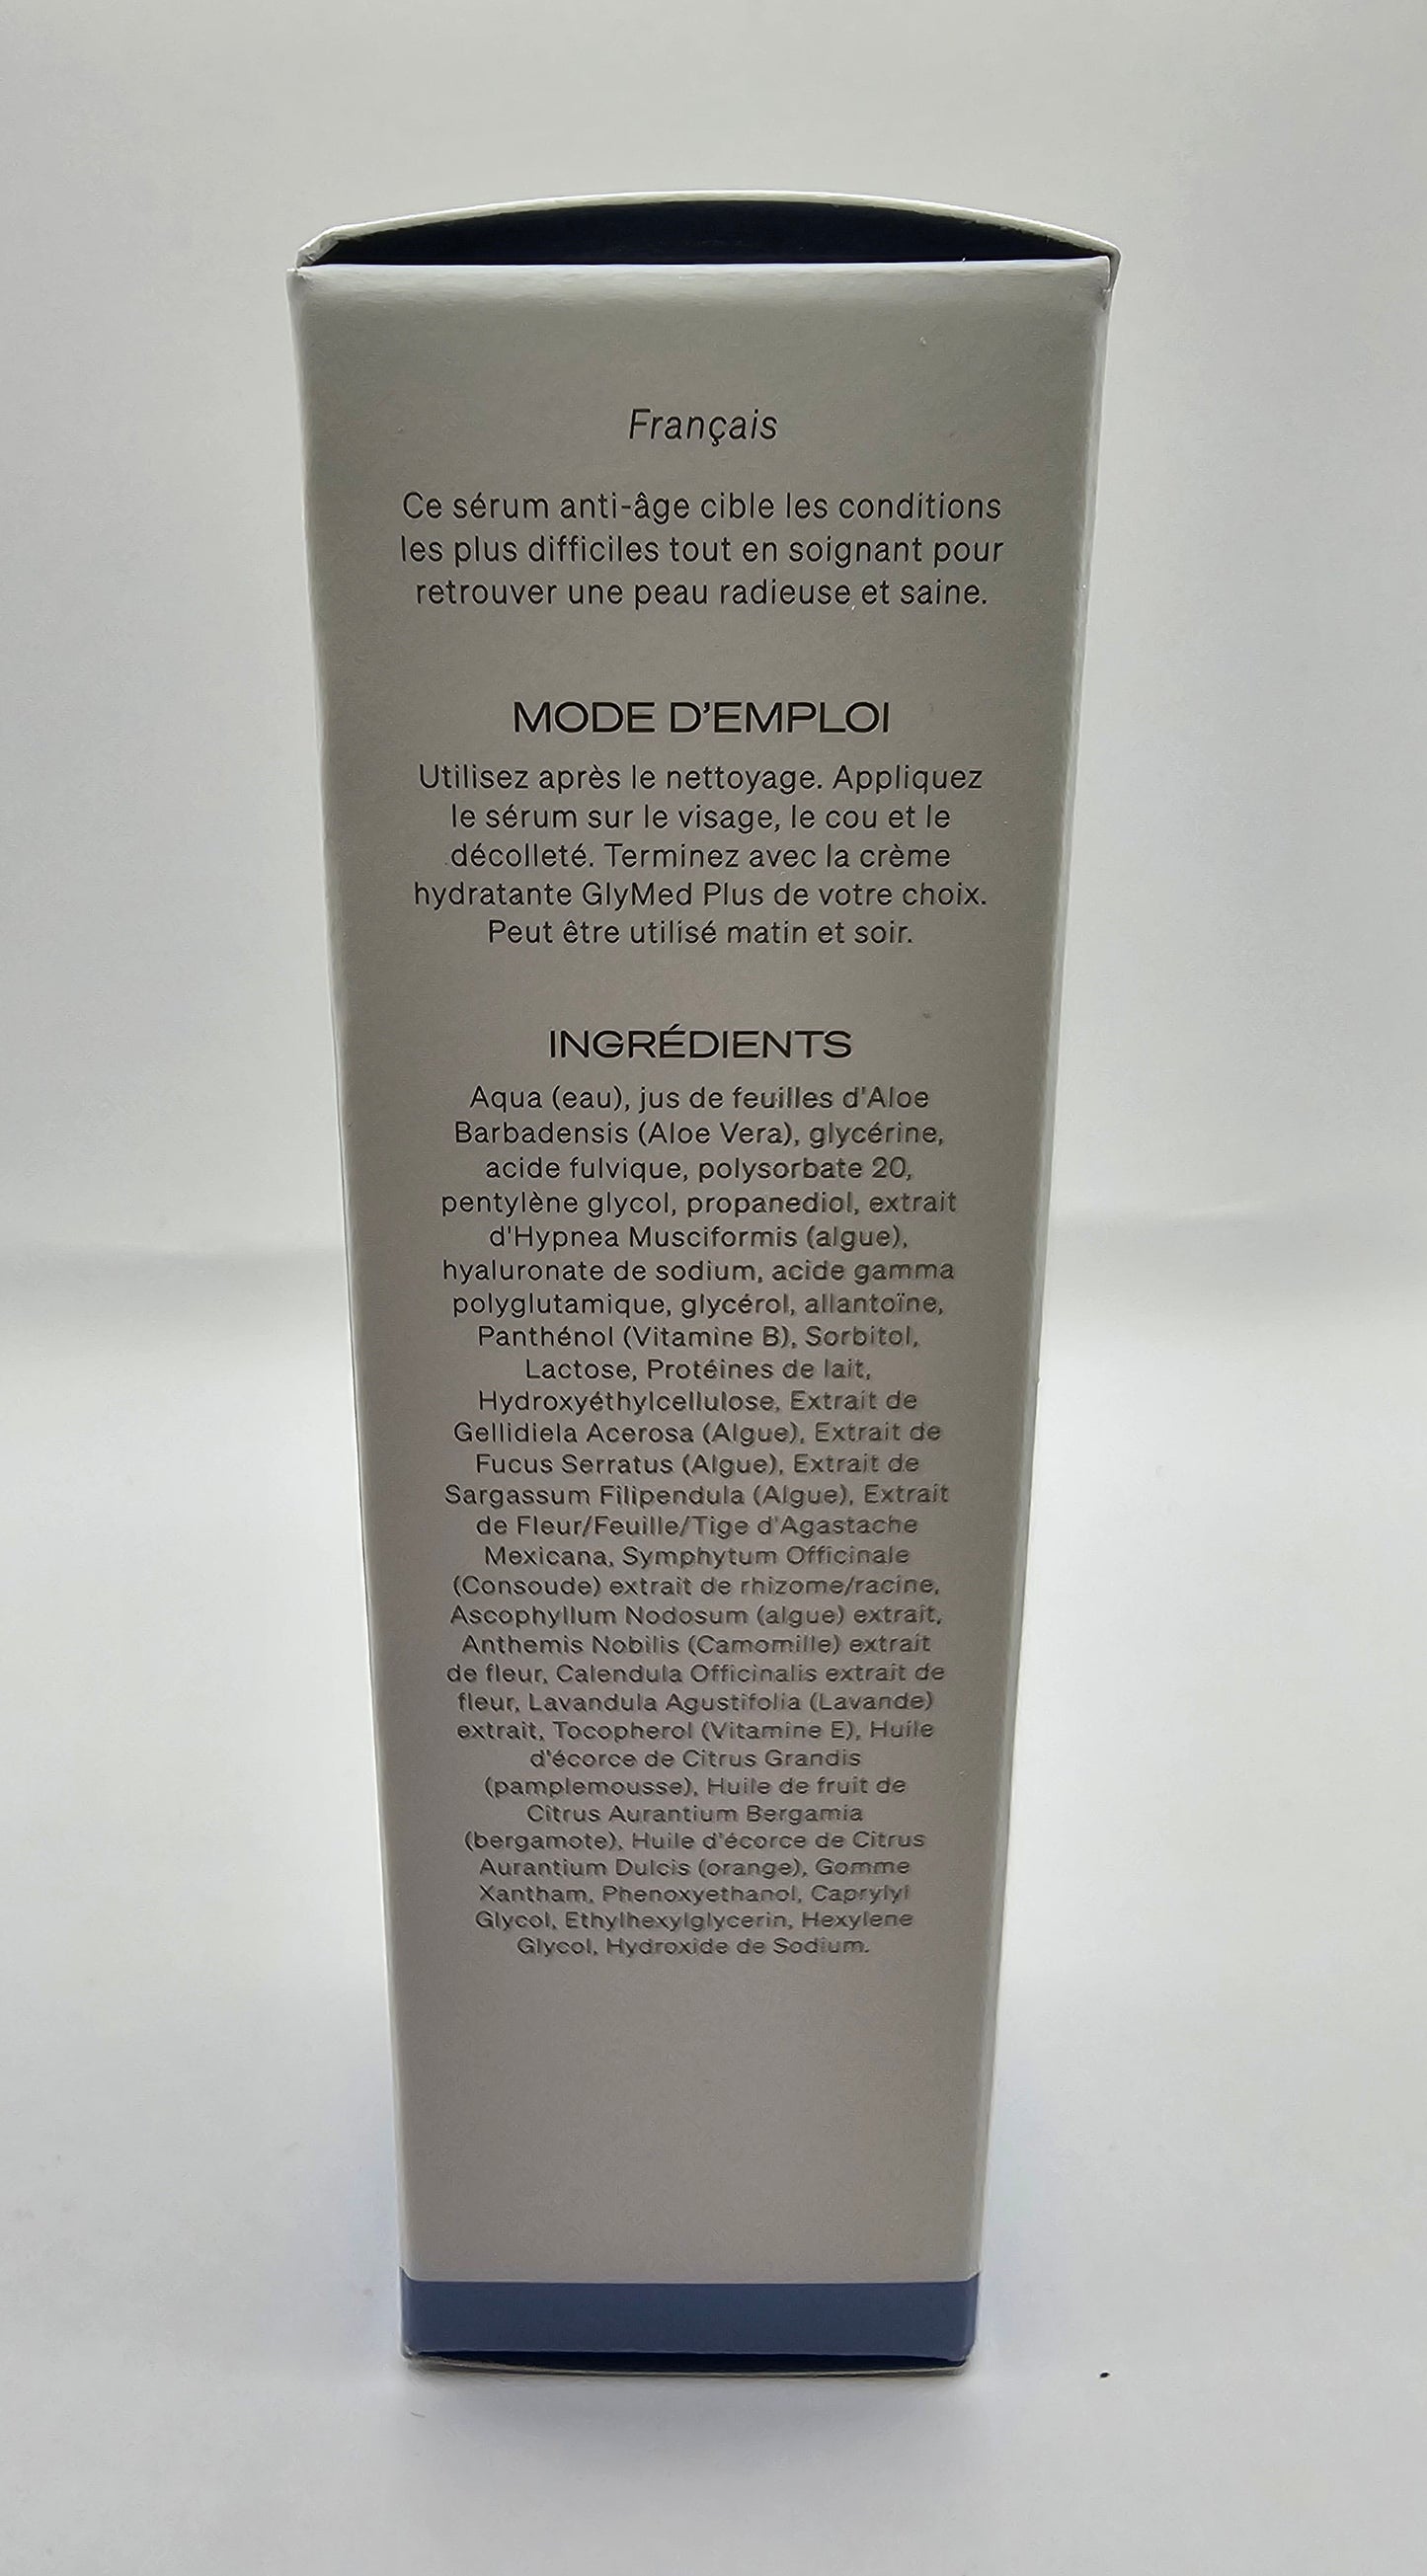 Français
Ce sérum anti-âge cible les conditions
les plus difficiles tout en soignant pour
retrouver une peau radieuse et saine.
MODE D'EMPLOI
Utilisez après le nettoyage. Appliquez
le sérum sur le visage, le cou et le
décolleté. Terminez avec la crème
hydratante GlyMed Plus de votre choix.
Peut être utilisé matin et soir.
INGRÉDIENTS
Aqua (eau), jus de feuilles d'Aloe
Barbadensis (Aloe Vera), glycérine,
acide fulvique, polysorbate 20,
pentylène glycol, propanediol, extrait
d'Hypnea Musciformis (algue),
hyaluronate de sodium, acide gamma
polyglutamique, glycérol, allantoïne,
Panthénol (Vitamine B), Sorbitol,
Lactose, Protéines de lait,
Hydroxyéthylcellulose, Extrait de
Gellidiela Acerosa (Algue), Extrait de
Fucus Serratus (Algue), Extrait de
Sargassum Filipendula (Algue), Extrait
de Fleur/Feuille/Tige d'Agastache
Mexicana, Symphytum Officinale
(Consoude) extrait de rhizome/racine,
Ascophyllum Nodosum (algue) extrait,
Anthemis Nobilis (Camomille) extrait
de fleur, Calendula Officinalis extrait de
fleur, Lavandula Agustifolia (Lavande)
extrait, Tocopherol (Vitamine E), Huile
d'écorce de Citrus Grandis
(pamplemousse), Huile de fruit de
Citrus Aurantium Bergamia
(bergamote), Huile d'écorce de Citrus
Aurantium Dulcis (orange), Gomme
Xantham, Phenoxyethanol, Caprylyl
Glycol, Ethylhexylglycerin, Hexylene
Glycol, Hydroxide de Sodium.